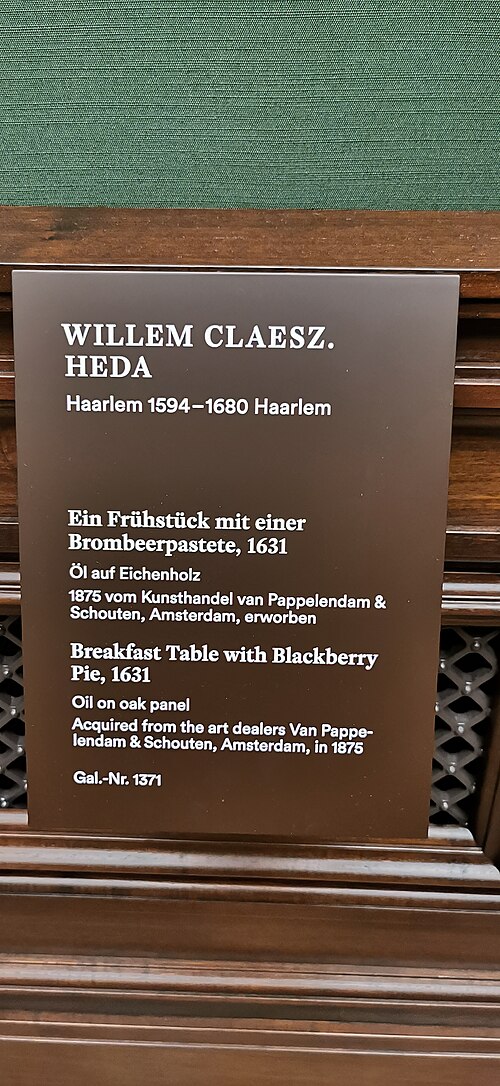 WILLEM CLAESZ.
HEDA
Haarlem 1594–1680 Haarlem
Ein Frühstück mit einer
Brombeerpastete, 1631
Öl auf Eichenholz
1875 vom Kunsthandel van Pappelendam &
Schouten, Amsterdam, erworben
Breakfast Table with Blackberry
Pie, 1631
Oil on oak panel
Acquired from the art dealers Van Pappe-
lendam & Schouten, Amsterdam, in 1875
Gal.-Nr. 1371